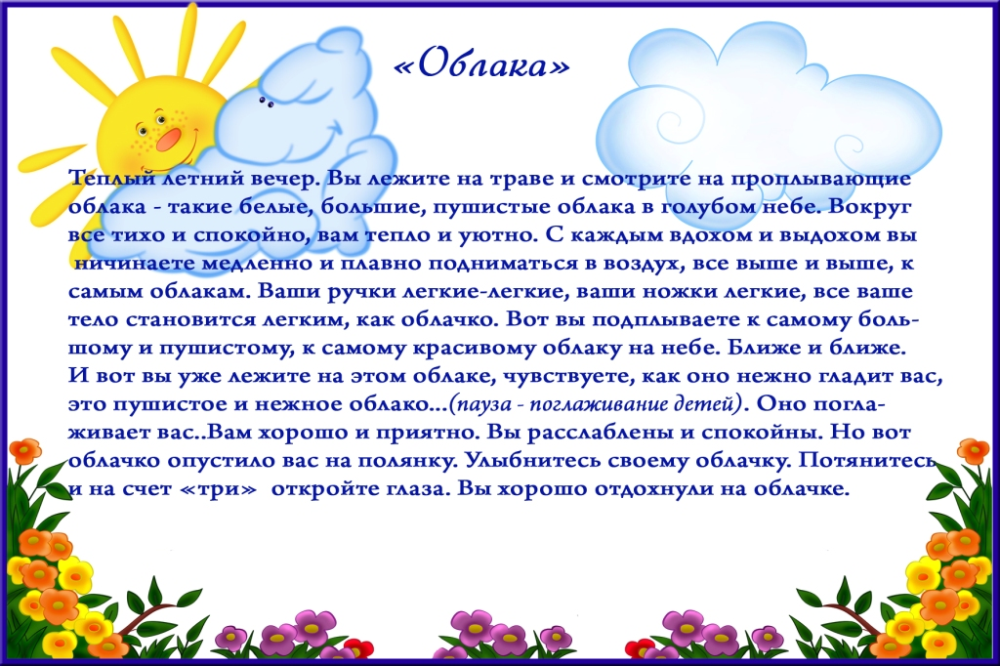 «Облака»
Теплый летний вечер. Вы лежите на траве и смотрите на проплывающие
облака - такие белые, большие, пушистые облака в голубом небе. Вокруг
все тихо и спокойно, вам тепло и уютно. С каждым вдохом и выдохом вы
ничинаете медленно и плавно подниматься в воздух, все выше и выше, к
самым облакам. Ваши ручки легкие-легкие, ваши ножки легкие, все ваше
тело становится легким, как облачко. Вот вы подплываете к самому боль-
шому и пушистому, к самому красивому облаку на небе. Ближе и ближе.
И вот вы уже лежите на этом облаке, чувствуете, как оно нежно гладит вас,
это пушистое и нежное облако...(пауза - поглаживание детей). Оно погла-
живает вас..Вам хорошо и приятно. Вы расслаблены и спокойны. Но вот
облачко опустило вас на полянку. Улыбнитесь своему облачку. Потянитесь
и на счет «три» откройте глаза. Вы хорошо отдохнули на облачке.